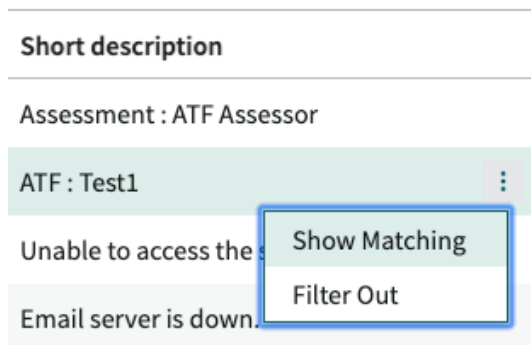 Short description
Assessment : ATF Assessor
ATF : Test1
Show Matching
Unable to access the
Filter Out
Email server is down.